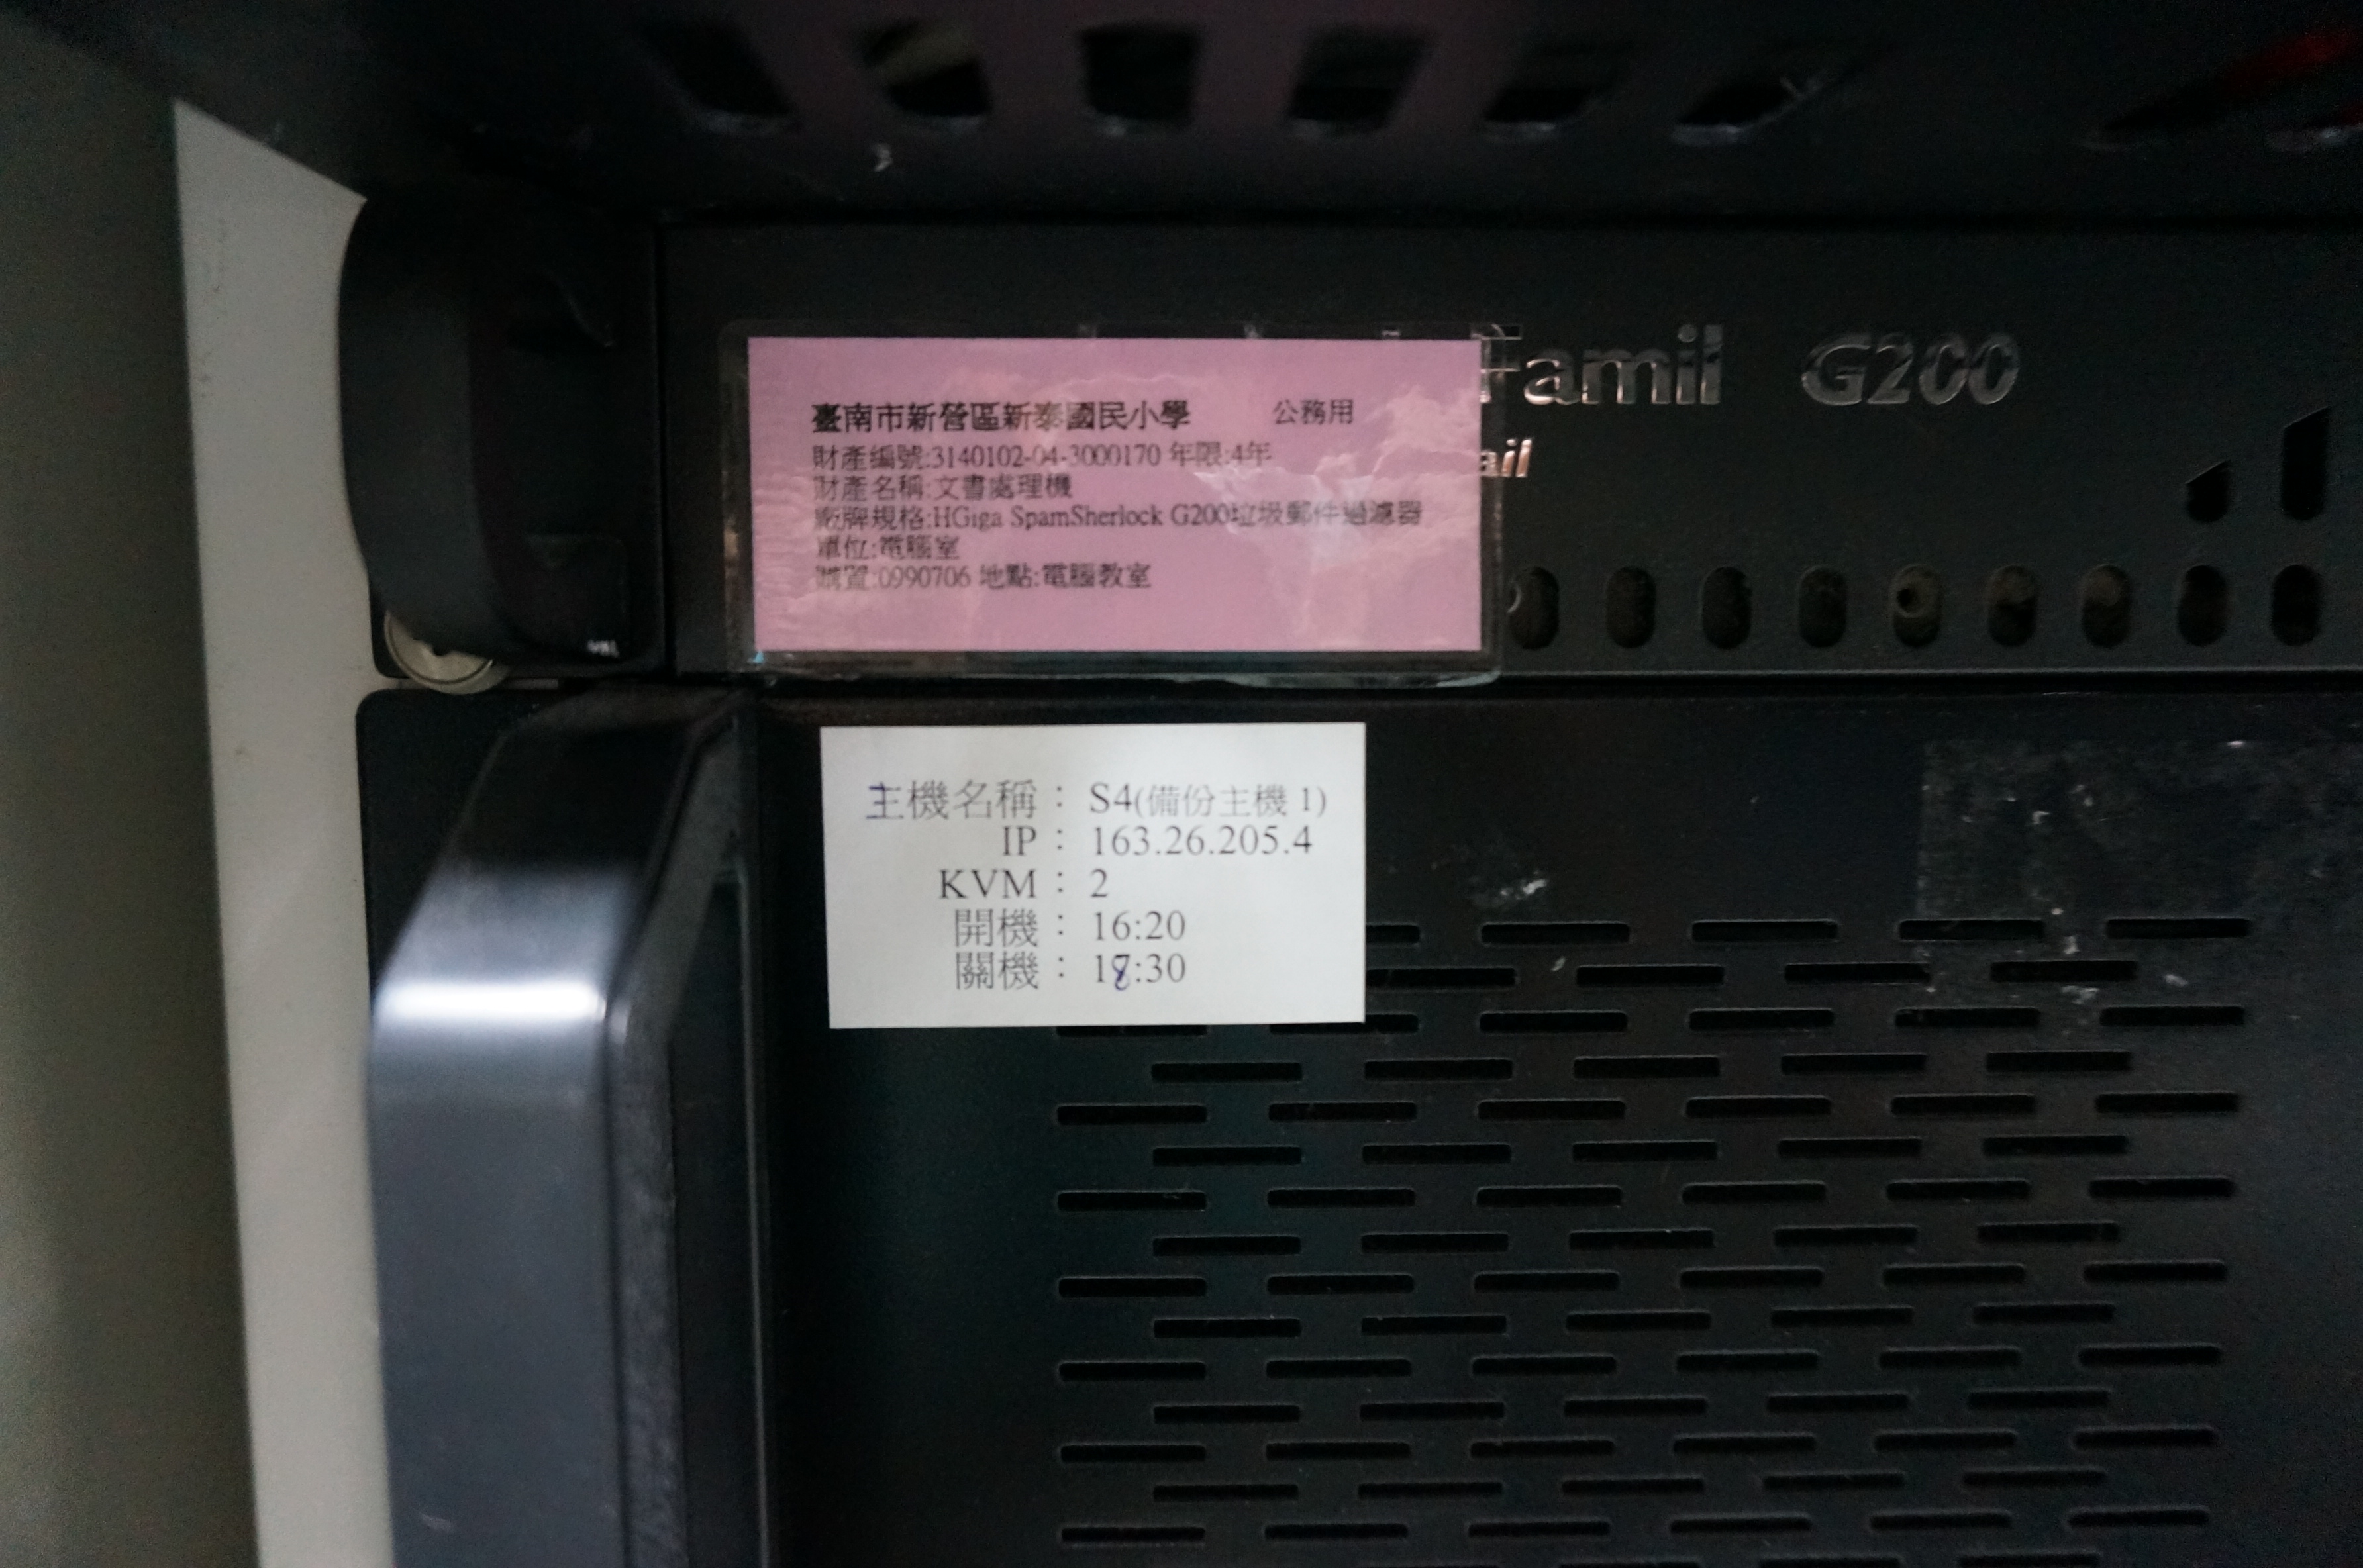 Famil G200
ail
臺南市新營區新泰國民小學 公務用
財產編號:3140102-04-3000170 年限:4年
財產名稱:文書處理機
廠牌規格:HGiga SpamSherlock G200垃圾郵件過濾器
單位:電腦室
購置:0990706 地點:電腦教室
主機名稱： S4(備份主機 1)
IP： 163.26.205.4
KVM： 2
開機： 16:20
關機： 18:30